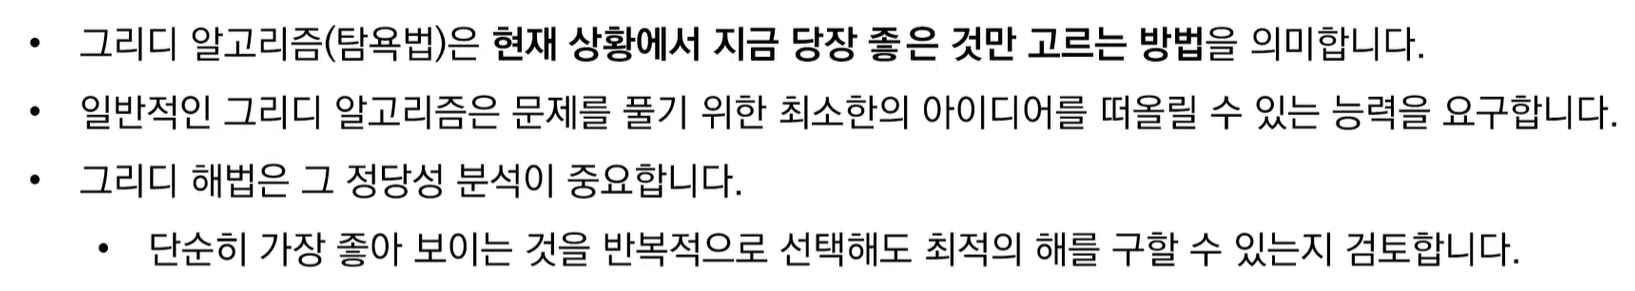 • 그리디 알고리즘(탐욕법)은 현재 상황에서 지금 당장 좋은 것만 고르는 방법을 의미합니다.
• 일반적인 그리디 알고리즘은 문제를 풀기 위한 최소한의 아이디어를 떠올릴 수 있는 능력을 요구합니다.
• 그리디 해법은 그 정당성 분석이 중요합니다.
• 단순히 가장 좋아 보이는 것을 반복적으로 선택해도 최적의 해를 구할 수 있는지 검토합니다.